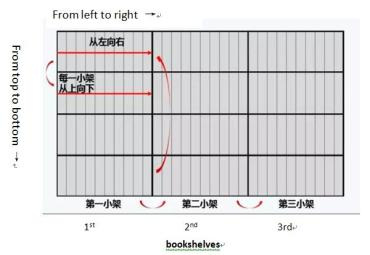 From left to right →
From top to bottom →
从左向右
每一小架
从上向下
第一小架 第二小架 第三小架
1st 2nd 3rd
bookshelves